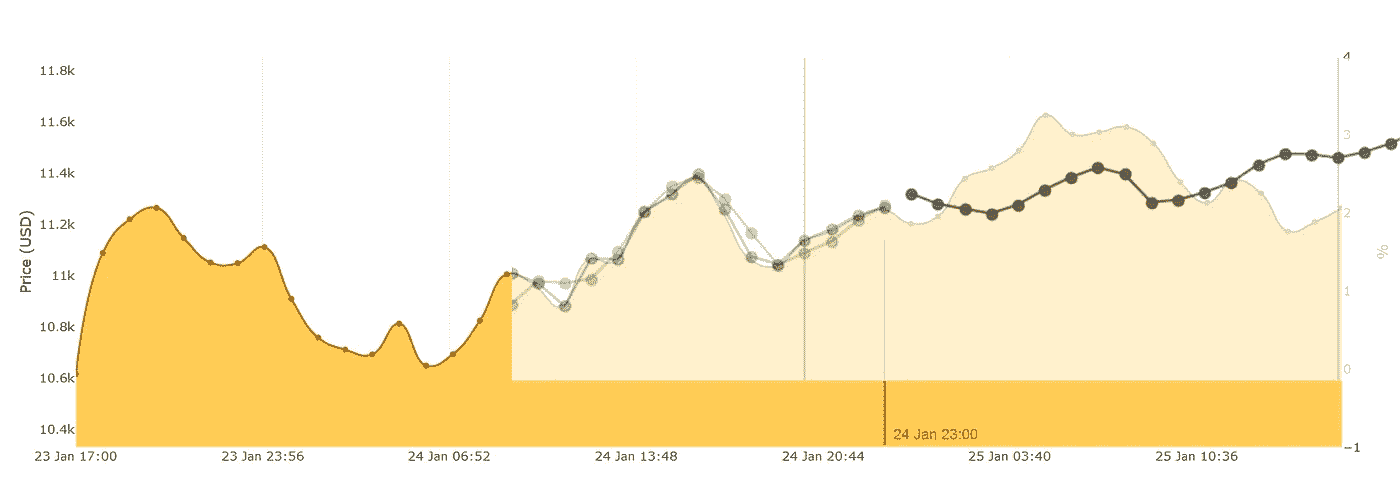 11.8k
11.6k
11.4k
11.2k
11k
10.8k
10.6k
10.4k
Price (USD)
4
3
2
1
0
−1
%
24 Jan 23:00
23 Jan 17:00 23 Jan 23:56 24 Jan 06:52 24 Jan 13:48 24 Jan 20:44 25 Jan 03:40 25 Jan 10:36